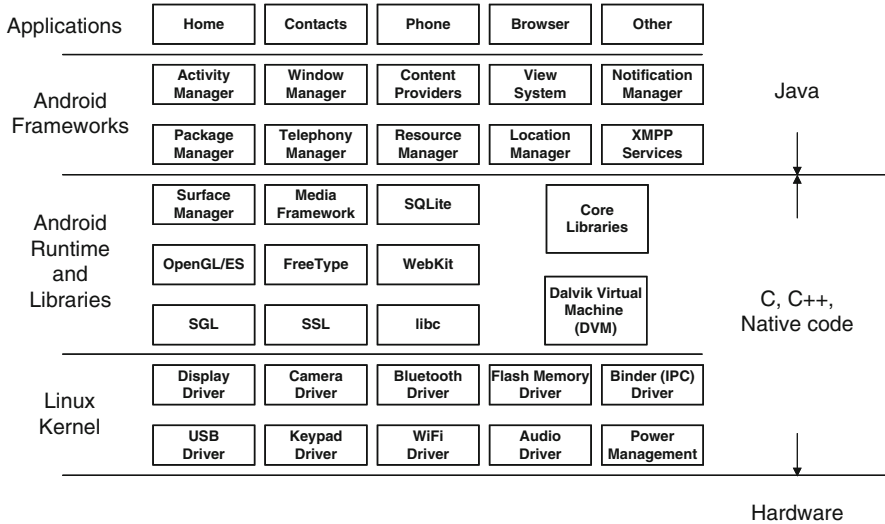 Applications
Home
Contacts
Phone
Browser
Other
Android
Frameworks
Activity
Manager
Window
Manager
Content
Providers
View
System
Notification
Manager
Package
Manager
Telephony
Manager
Resource
Manager
Location
Manager
XMPP
Services
Java
Android
Runtime
and
Libraries
Surface
Manager
Media
Framework
SQLite
OpenGL/ES
FreeType
WebKit
SGL
SSL
libc
Core
Libraries
Dalvik Virtual
Machine
(DVM)
C, C++,
Native code
Linux
Kernel
Display
Driver
Camera
Driver
Bluetooth
Driver
Flash Memory
Driver
Binder (IPC)
Driver
USB
Driver
Keypad
Driver
WiFi
Driver
Audio
Driver
Power
Management
Hardware